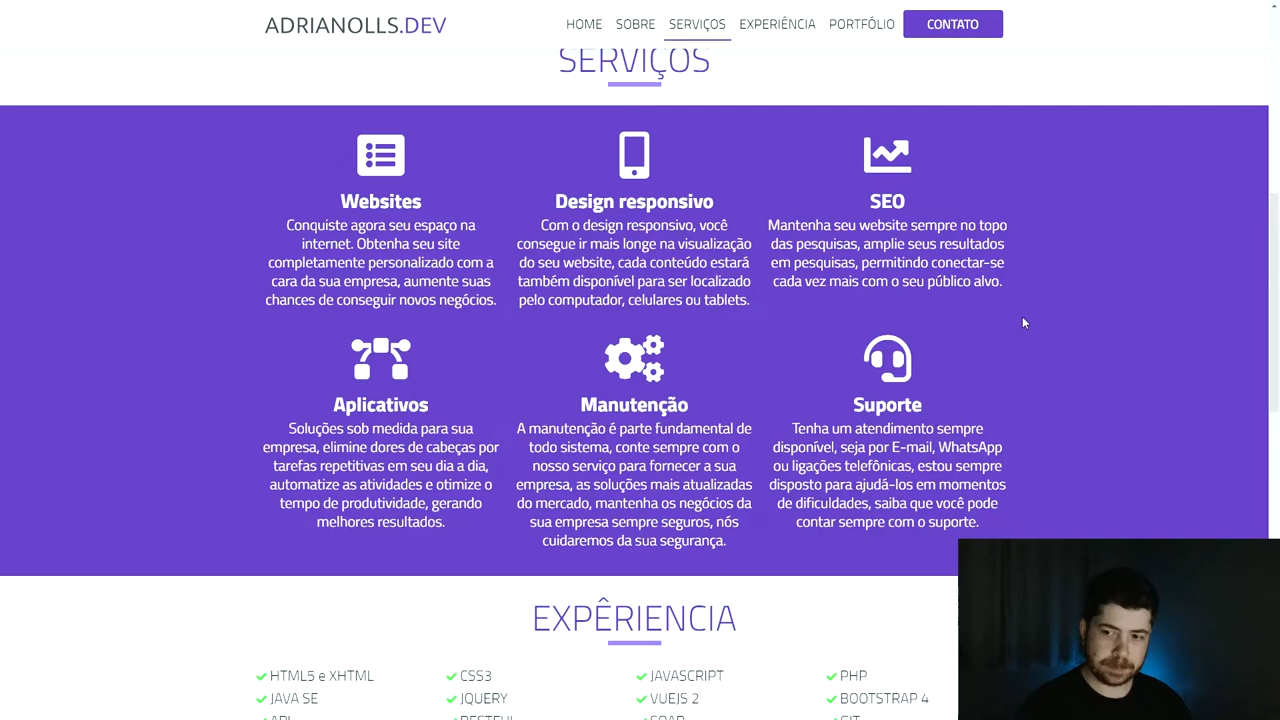 ADRIANOLLS.DEV
HOME SOBRE SERVIÇOS EXPERIÊNCIA PORTFÓLIO CONTATO
SERVIÇOS
Websites
Conquiste agora seu espaço na
internet. Obtenha seu site
completamente personalizado com a
cara da sua empresa, aumente suas
chances de conseguir novos negócios.
Design responsivo
Com o design responsivo, você
consegue ir mais longe na visualização
do seu website, cada conteúdo estará
também disponível para ser localizado
pelo computador, celulares ou tablets.
SEO
Mantenha seu website sempre no topo
das pesquisas, amplie seus resultados
em pesquisas, permitindo conectar-se
cada vez mais com o seu público alvo.
Aplicativos
Soluções sob medida para sua
empresa, elimine dores de cabeças por
tarefas repetitivas em seu dia a dia,
automatize as atividades e otimize o
tempo de produtividade, gerando
melhores resultados.
Manutenção
A manutenção é parte fundamental de
todo sistema, conte sempre com o
nosso serviço para fornecer a sua
empresa, as soluções mais atualizadas
do mercado, mantenha os negócios da
sua empresa sempre seguros, nós
cuidaremos da sua segurança.
Suporte
Tenha um atendimento sempre
disponível, seja por E-mail, WhatsApp
ou ligações telefônicas, estou sempre
disposto para ajudá-los em momentos
de dificuldades, saiba que você pode
contar sempre com o suporte.
EXPÊRIENCIA
HTML5 e XHTML CSS3 JAVASCRIPT PHP
JAVA SE JQUERY VUEJS 2 BOOTSTRAP 4